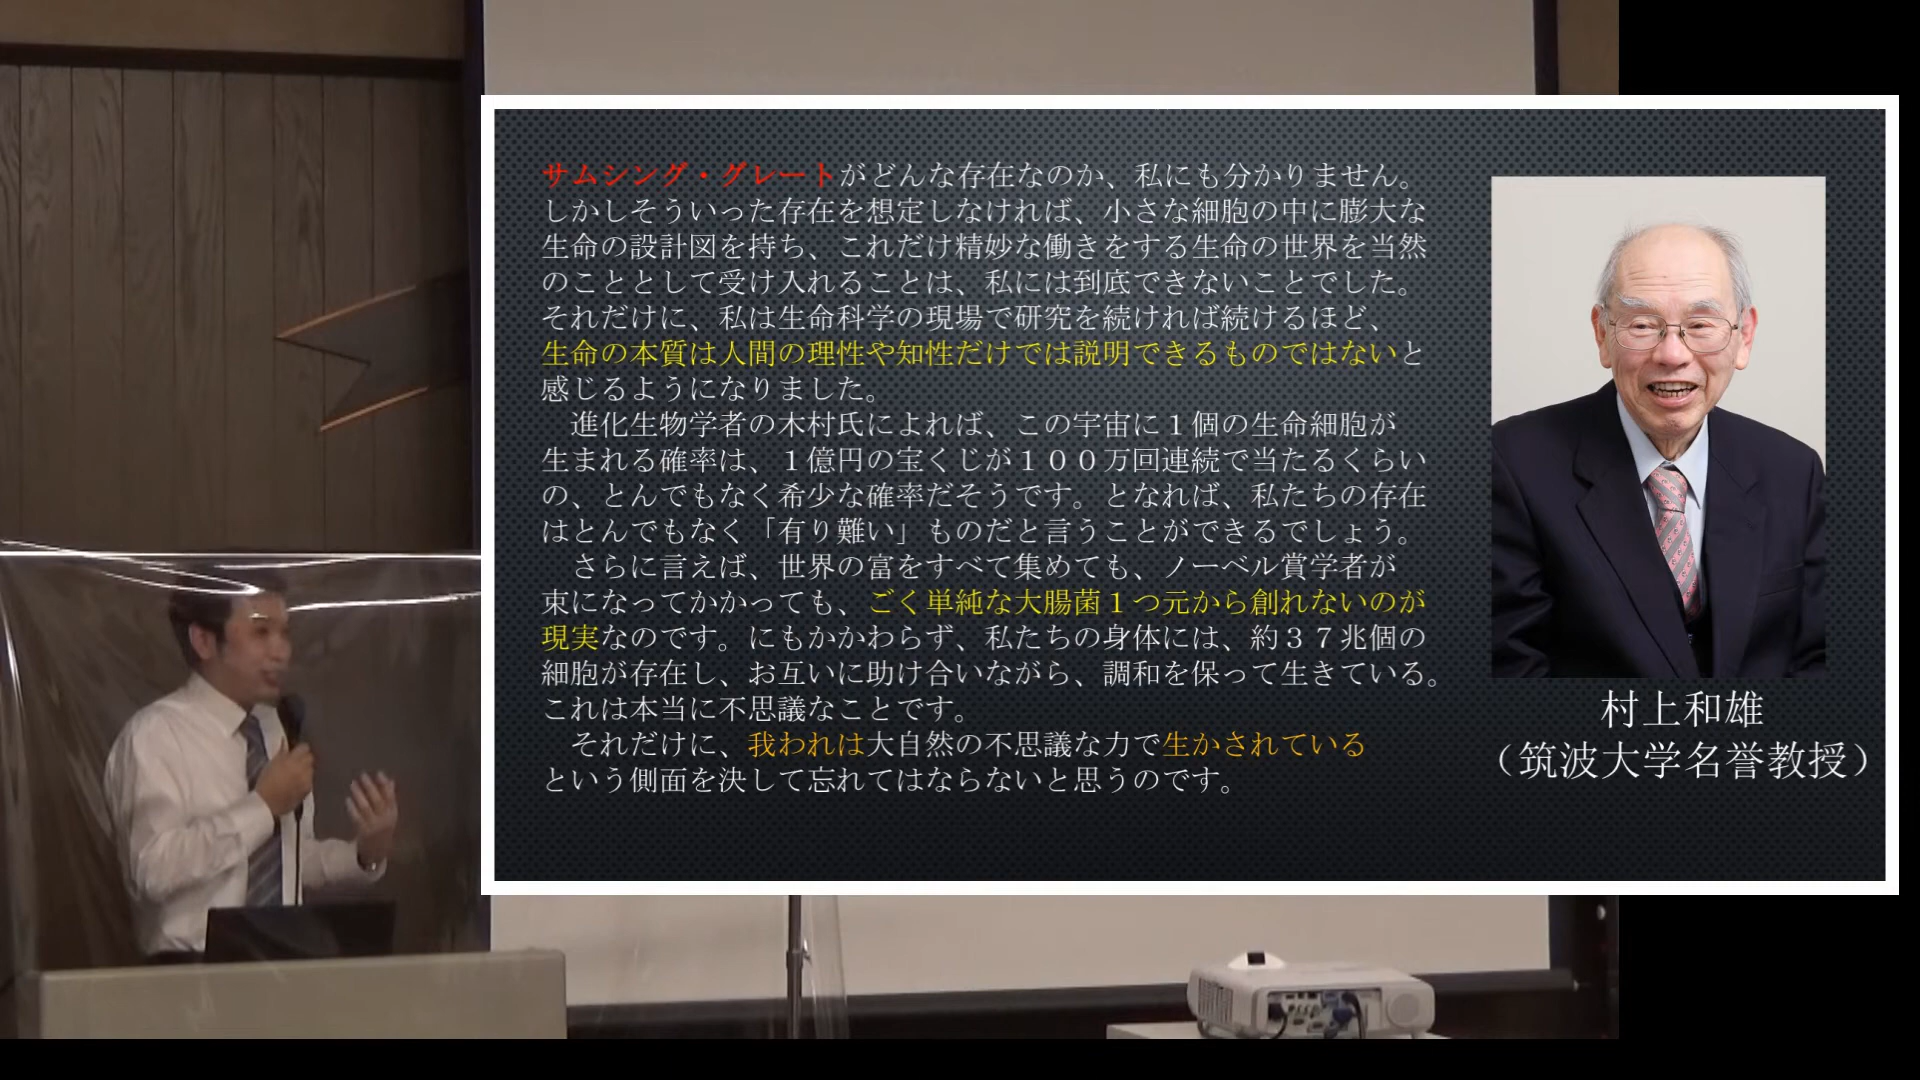 サムシング・グレートがどんな存在なのか、私にも分かりません。
しかしそういった存在を想定しなければ、小さな細胞の中に膨大な
生命の設計図を持ち、これだけ精妙な働きをする生命の世界を当然
のこととして受け入れることは、私には到底できないことでした。
それだけに、私は生命科学の現場で研究を続ければ続けるほど、
生命の本質は人間の理性や知性だけでは説明できるものではないと
感じるようになりました。
　進化生物学者の木村氏によれば、この宇宙に１個の生命細胞が
生まれる確率は、１億円の宝くじが１００万回連続で当たるくらい
の、とんでもなく希少な確率だそうです。となれば、私たちの存在
はとんでもなく「有り難い」ものだと言うことができるでしょう。
　さらに言えば、世界の富をすべて集めても、ノーベル賞学者が
束になってかかっても、ごく単純な大腸菌１つ元から創れないのが
現実なのです。にもかかわらず、私たちの身体には、約３７兆個の
細胞が存在し、お互いに助け合いながら、調和を保って生きている。
これは本当に不思議なことです。
　それだけに、我われは大自然の不思議な力で生かされている
という側面を決して忘れてはならないと思うのです。
村上和雄
（筑波大学名誉教授）